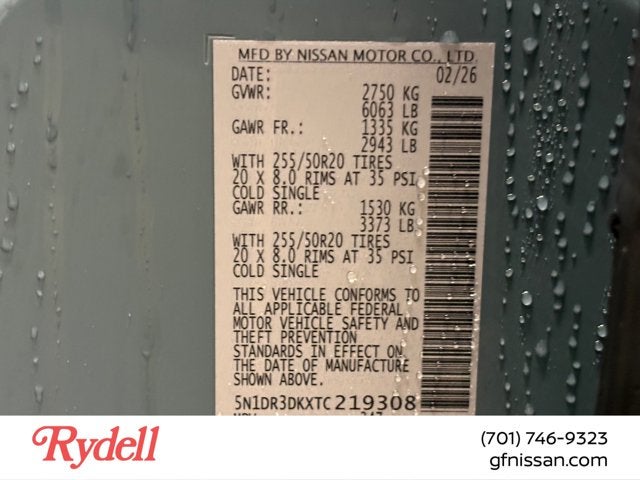 MFD BY NISSAN MOTOR CO., LTD.
DATE: 02/26
GVWR: 2750 KG
6063 LB
GAWR FR.: 1335 KG
2943 LB
WITH 255/50R20 TIRES
20 X 8.0 RIMS AT 35 PSI
COLD SINGLE
GAWR RR.: 1530 KG
3373 LB
WITH 255/50R20 TIRES
20 X 8.0 RIMS AT 35 PSI
COLD SINGLE
THIS VEHICLE CONFORMS TO
ALL APPLICABLE FEDERAL
MOTOR VEHICLE SAFETY AND
THEFT PREVENTION
STANDARDS IN EFFECT ON
THE DATE OF MANUFACTURE
SHOWN ABOVE.
5N1DR3DKXTC219308
Rydell
(701) 746-9323
gfnissan.com